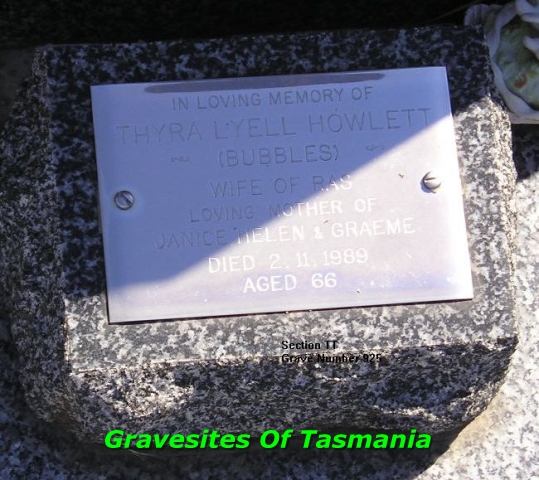 IN LOVING MEMORY OF
THYRA LYELL HOWLETT
(BUBBLES)
WIFE OF RAS
LOVING MOTHER OF
JANICE HELEN & GRAEME
DIED 2.11.1989
AGED 66
Section TT
Grave Number 925
Gravesites Of Tasmania